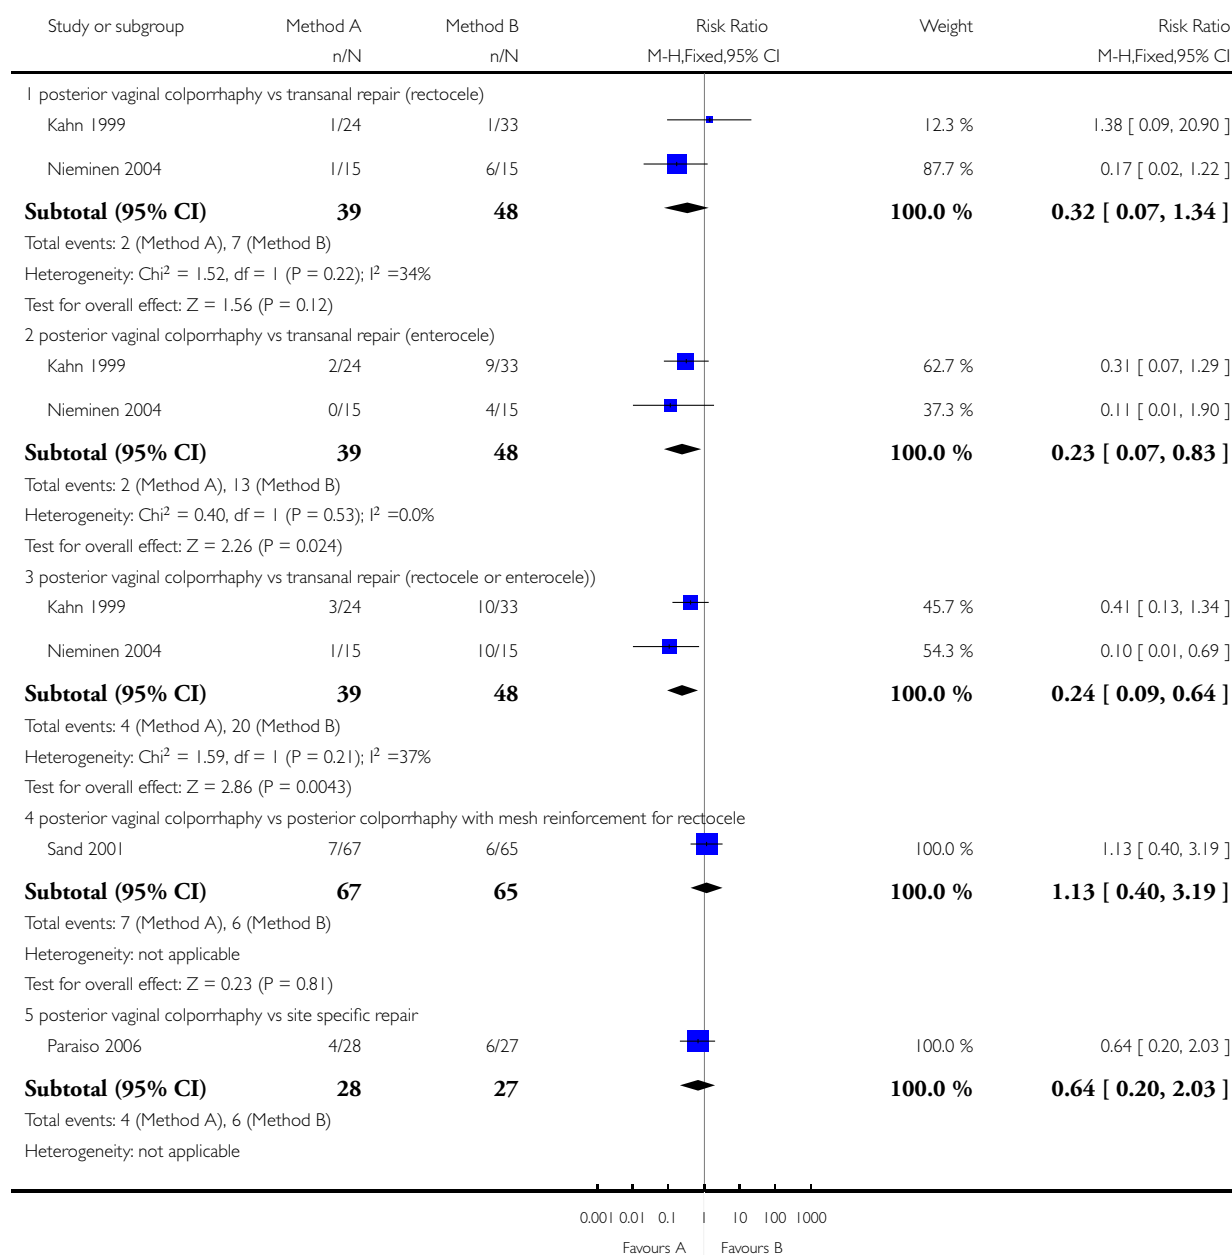 Study or subgroup Method A Method B Risk Ratio Weight Risk Ratio
n/N n/N M-H,Fixed,95% CI M-H,Fixed,95% CI
1 posterior vaginal colporrhaphy vs transanal repair (rectocele)
Kahn 1999 1/24 1/33 12.3 % 1.38 [ 0.09, 20.90 ]
Nieminen 2004 1/15 6/15 87.7 % 0.17 [ 0.02, 1.22 ]
Subtotal (95% CI) 39 48 100.0 % 0.32 [ 0.07, 1.34 ]
Total events: 2 (Method A), 7 (Method B)
Heterogeneity: Chi² = 1.52, df = 1 (P = 0.22); I² =34%
Test for overall effect: Z = 1.56 (P = 0.12)
2 posterior vaginal colporrhaphy vs transanal repair (enterocele)
Kahn 1999 2/24 9/33 62.7 % 0.31 [ 0.07, 1.29 ]
Nieminen 2004 0/15 4/15 37.3 % 0.11 [ 0.01, 1.90 ]
Subtotal (95% CI) 39 48 100.0 % 0.23 [ 0.07, 0.83 ]
Total events: 2 (Method A), 13 (Method B)
Heterogeneity: Chi² = 0.40, df = 1 (P = 0.53); I² =0.0%
Test for overall effect: Z = 2.26 (P = 0.024)
3 posterior vaginal colporrhaphy vs transanal repair (rectocele or enterocele))
Kahn 1999 3/24 10/33 45.7 % 0.41 [ 0.13, 1.34 ]
Nieminen 2004 1/15 10/15 54.3 % 0.10 [ 0.01, 0.69 ]
Subtotal (95% CI) 39 48 100.0 % 0.24 [ 0.09, 0.64 ]
Total events: 4 (Method A), 20 (Method B)
Heterogeneity: Chi² = 1.59, df = 1 (P = 0.21); I² =37%
Test for overall effect: Z = 2.86 (P = 0.0043)
4 posterior vaginal colporrhaphy vs posterior colporrhaphy with mesh reinforcement for rectocele
Sand 2001 7/67 6/65 100.0 % 1.13 [ 0.40, 3.19 ]
Subtotal (95% CI) 67 65 100.0 % 1.13 [ 0.40, 3.19 ]
Total events: 7 (Method A), 6 (Method B)
Heterogeneity: not applicable
Test for overall effect: Z = 0.23 (P = 0.81)
5 posterior vaginal colporrhaphy vs site specific repair
Paraiso 2006 4/28 6/27 100.0 % 0.64 [ 0.20, 2.03 ]
Subtotal (95% CI) 28 27 100.0 % 0.64 [ 0.20, 2.03 ]
Total events: 4 (Method A), 6 (Method B)
Heterogeneity: not applicable
0.001 0.01 0.1 1 10 100 1000
Favours A Favours B